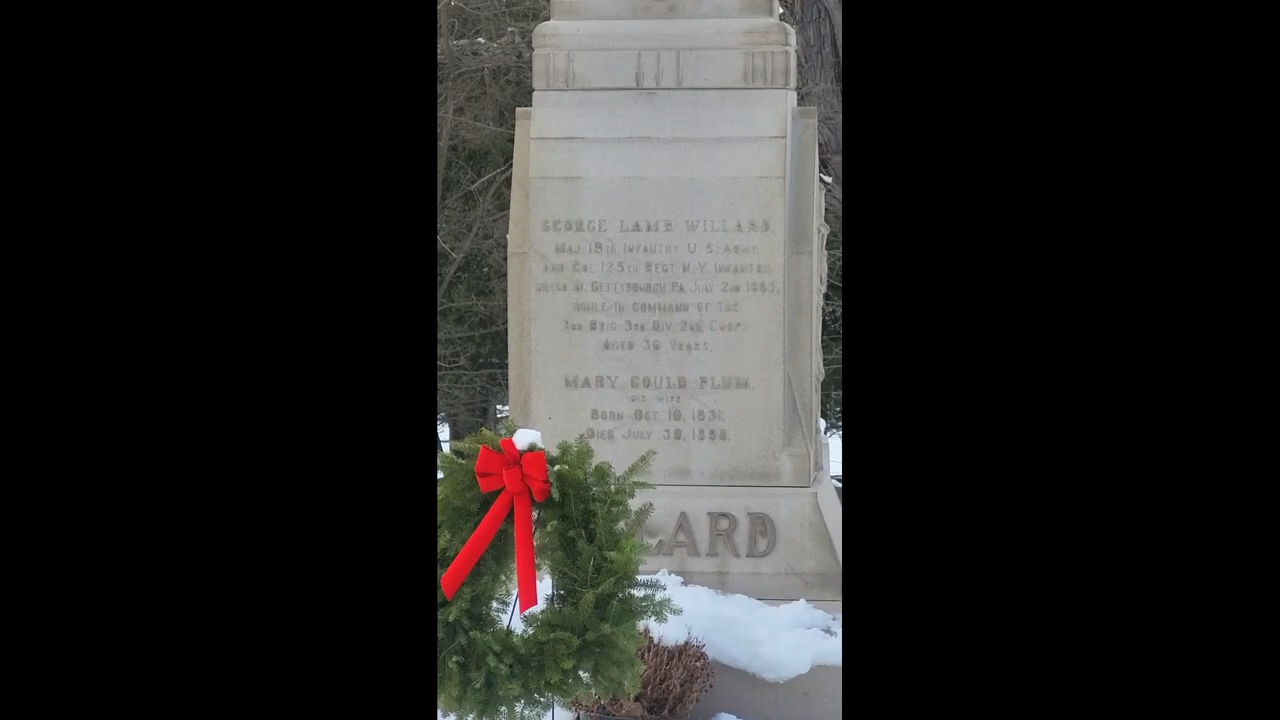 GEORGE LAMB WILLARD,
MAJ. 19TH INFANTRY U. S. ARMY
AND COL. 125TH REGT. N. Y. INFANTRY
KILLED AT GETTYSBURGH PA. JULY 2ND 1863,
WHILE IN COMMAND OF THE
3RD BRIG 3RD DIV. 2ND CORPS
AGED 36 YEARS.
MARY GOULD PLUM,
HIS WIFE
BORN OCT 10, 1831,
DIED JULY 30, 1898.
LARD